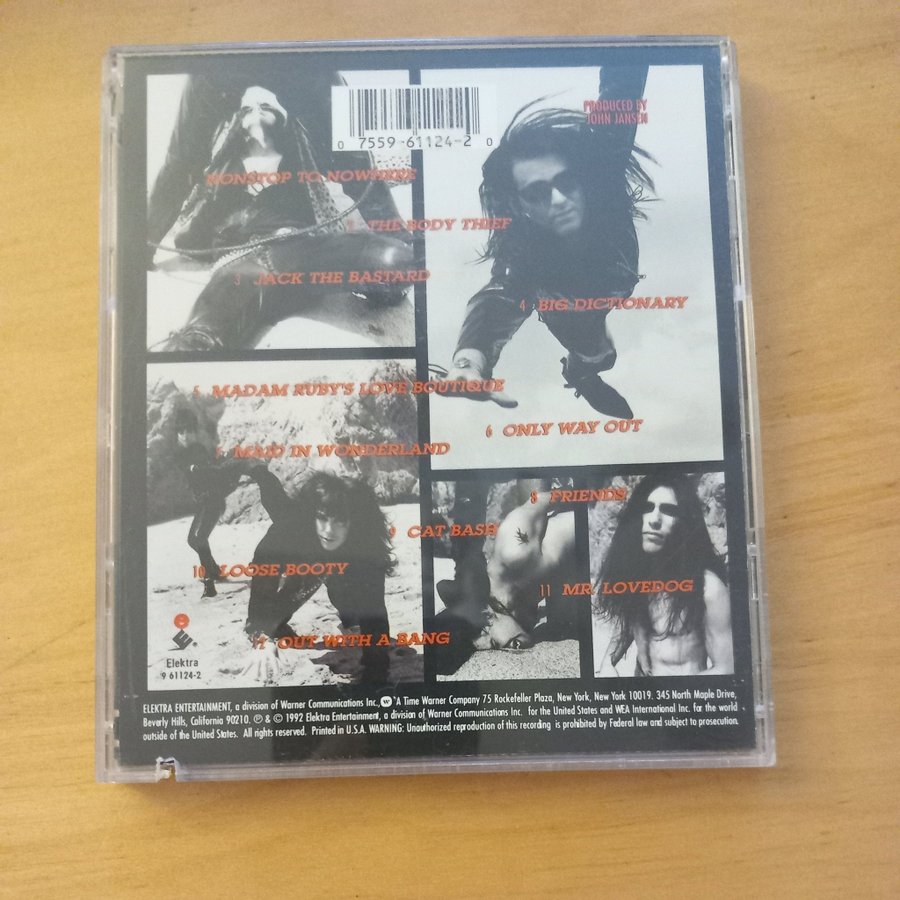 PRODUCED BY
JOHN JANSEN
0 7559-61124-2 0
1 NONSTOP TO NOWHERE
2 THE BODY THIEF
3 JACK THE BASTARD
4 BIG DICTIONARY
5 MADAM RUBY'S LOVE BOUTIQUE
6 ONLY WAY OUT
7 MAID IN WONDERLAND
8 FRIENDS
9 CAT BASH
10 LOOSE BOOTY
11 MR. LOVEDOG
12 OUT WITH A BANG
Elektra
9 61124-2
ELEKTRA ENTERTAINMENT, a division of Warner Communications Inc., A Time Warner Company 75 Rockefeller Plaza, New York, New York 10019. 345 North Maple Drive,
Beverly Hills, California 90210. ℗ & © 1992 Elektra Entertainment, a division of Warner Communications Inc. for the United States and WEA International Inc. for the world
outside of the United States. All rights reserved. Printed in U.S.A. WARNING: Unauthorized reproduction of this recording is prohibited by Federal law and subject to prosecution.